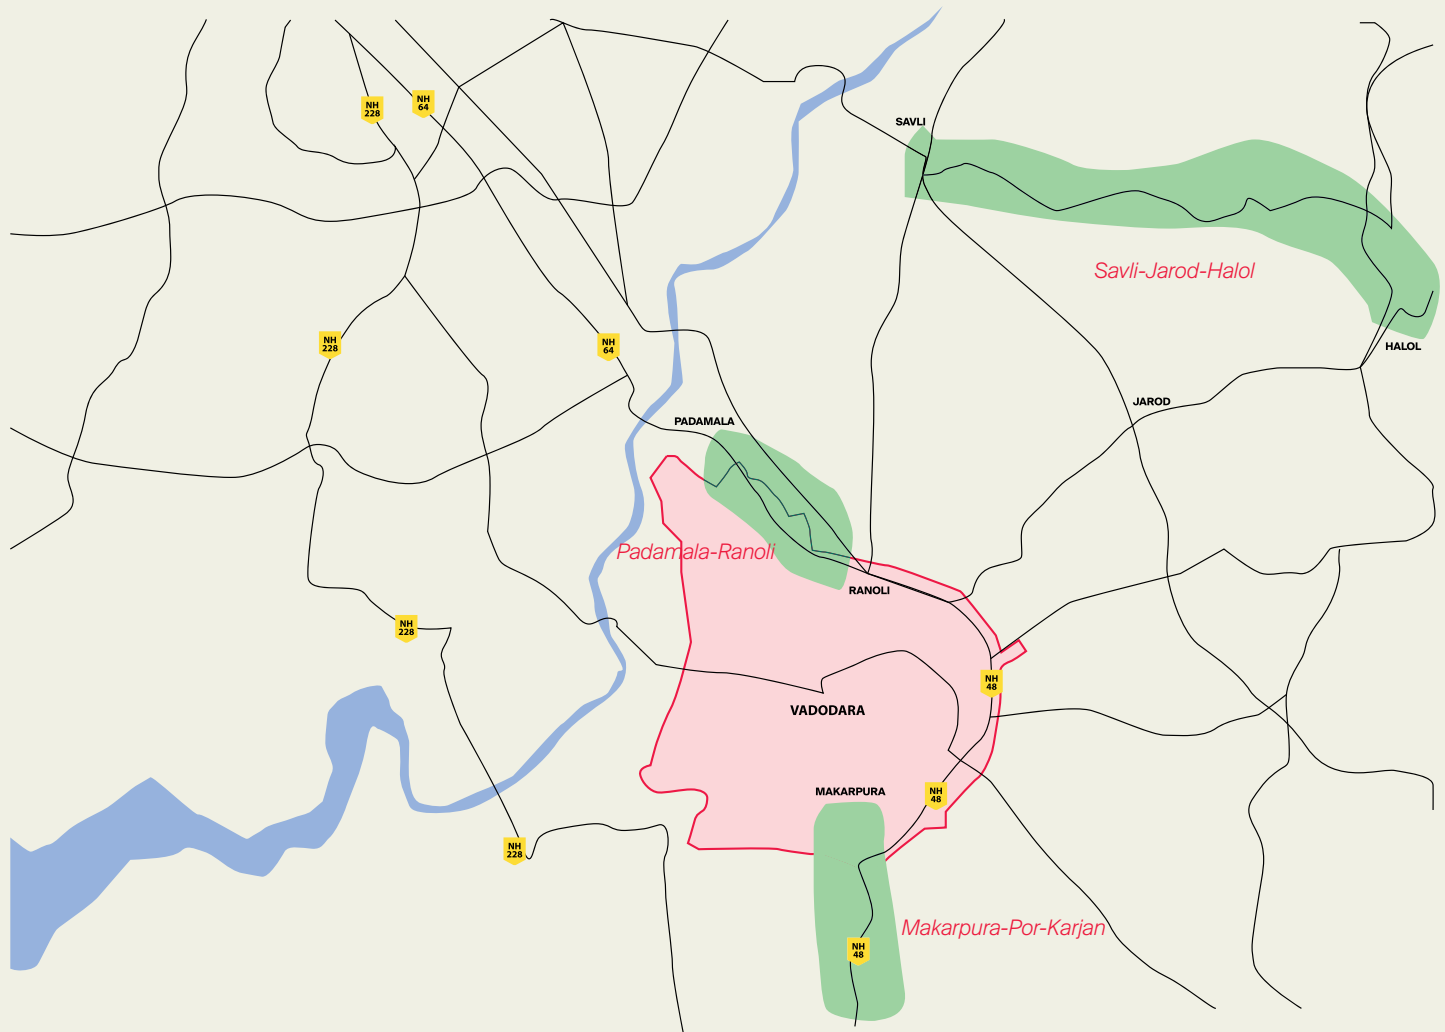 NH
228
NH
64
SAVLI
Savli-Jarod-Halol
NH
228
NH
64
HALOL
JAROD
PADAMALA
Padamala-Ranoli
RANOLI
NH
228
NH
48
VADODARA
MAKARPURA
NH
48
NH
228
Makarpura-Por-Karjan
NH
48